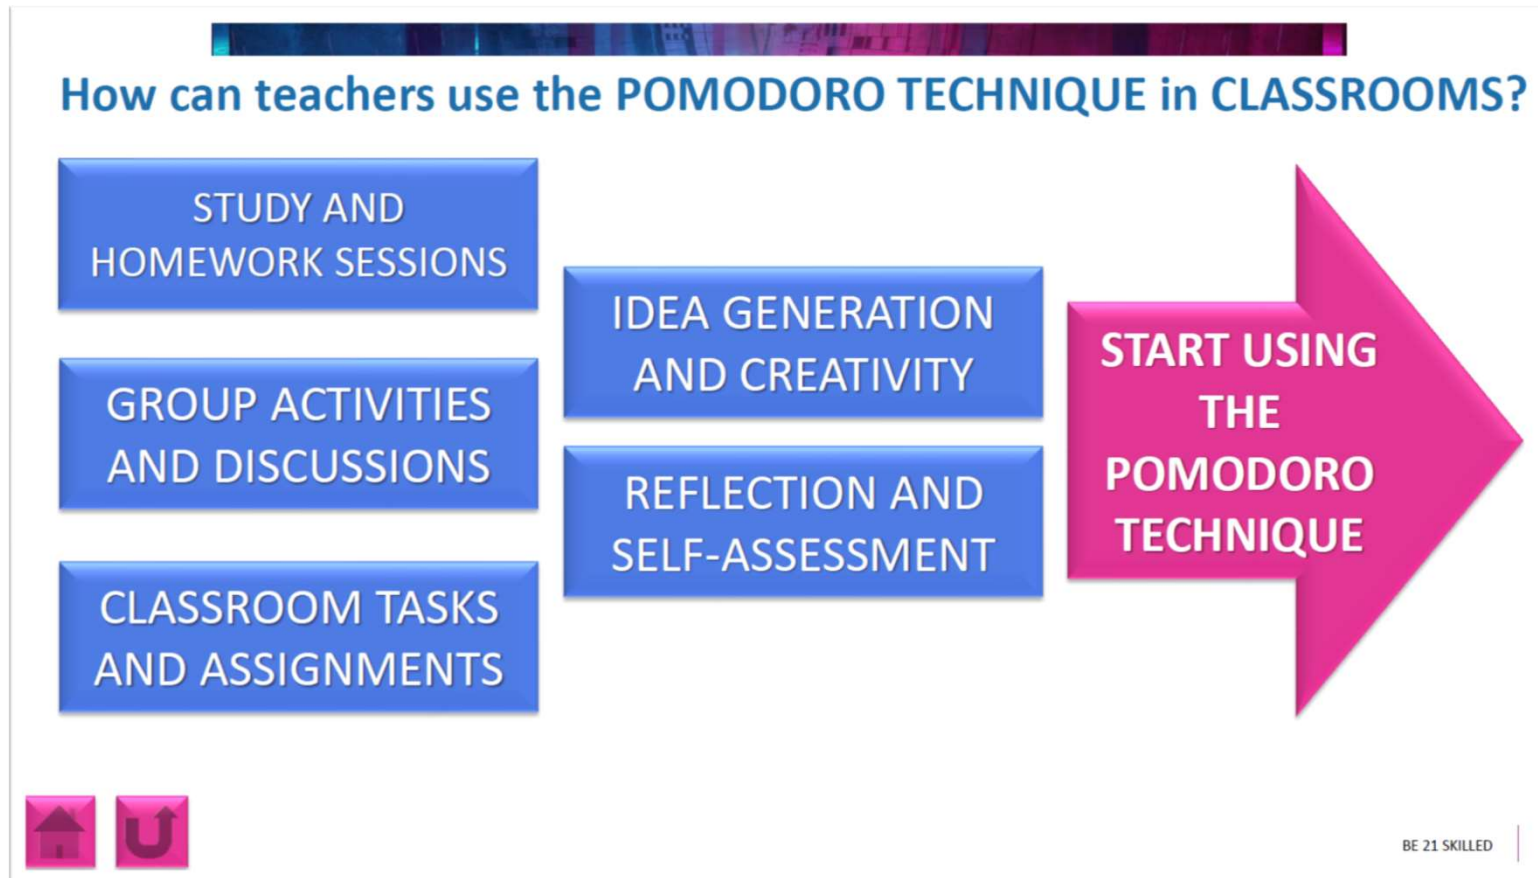 How can teachers use the POMODORO TECHNIQUE in CLASSROOMS?
STUDY AND
HOMEWORK SESSIONS
GROUP ACTIVITIES
AND DISCUSSIONS
CLASSROOM TASKS
AND ASSIGNMENTS
IDEA GENERATION
AND CREATIVITY
REFLECTION AND
SELF-ASSESSMENT
START USING
THE
POMODORO
TECHNIQUE
BE 21 SKILLED